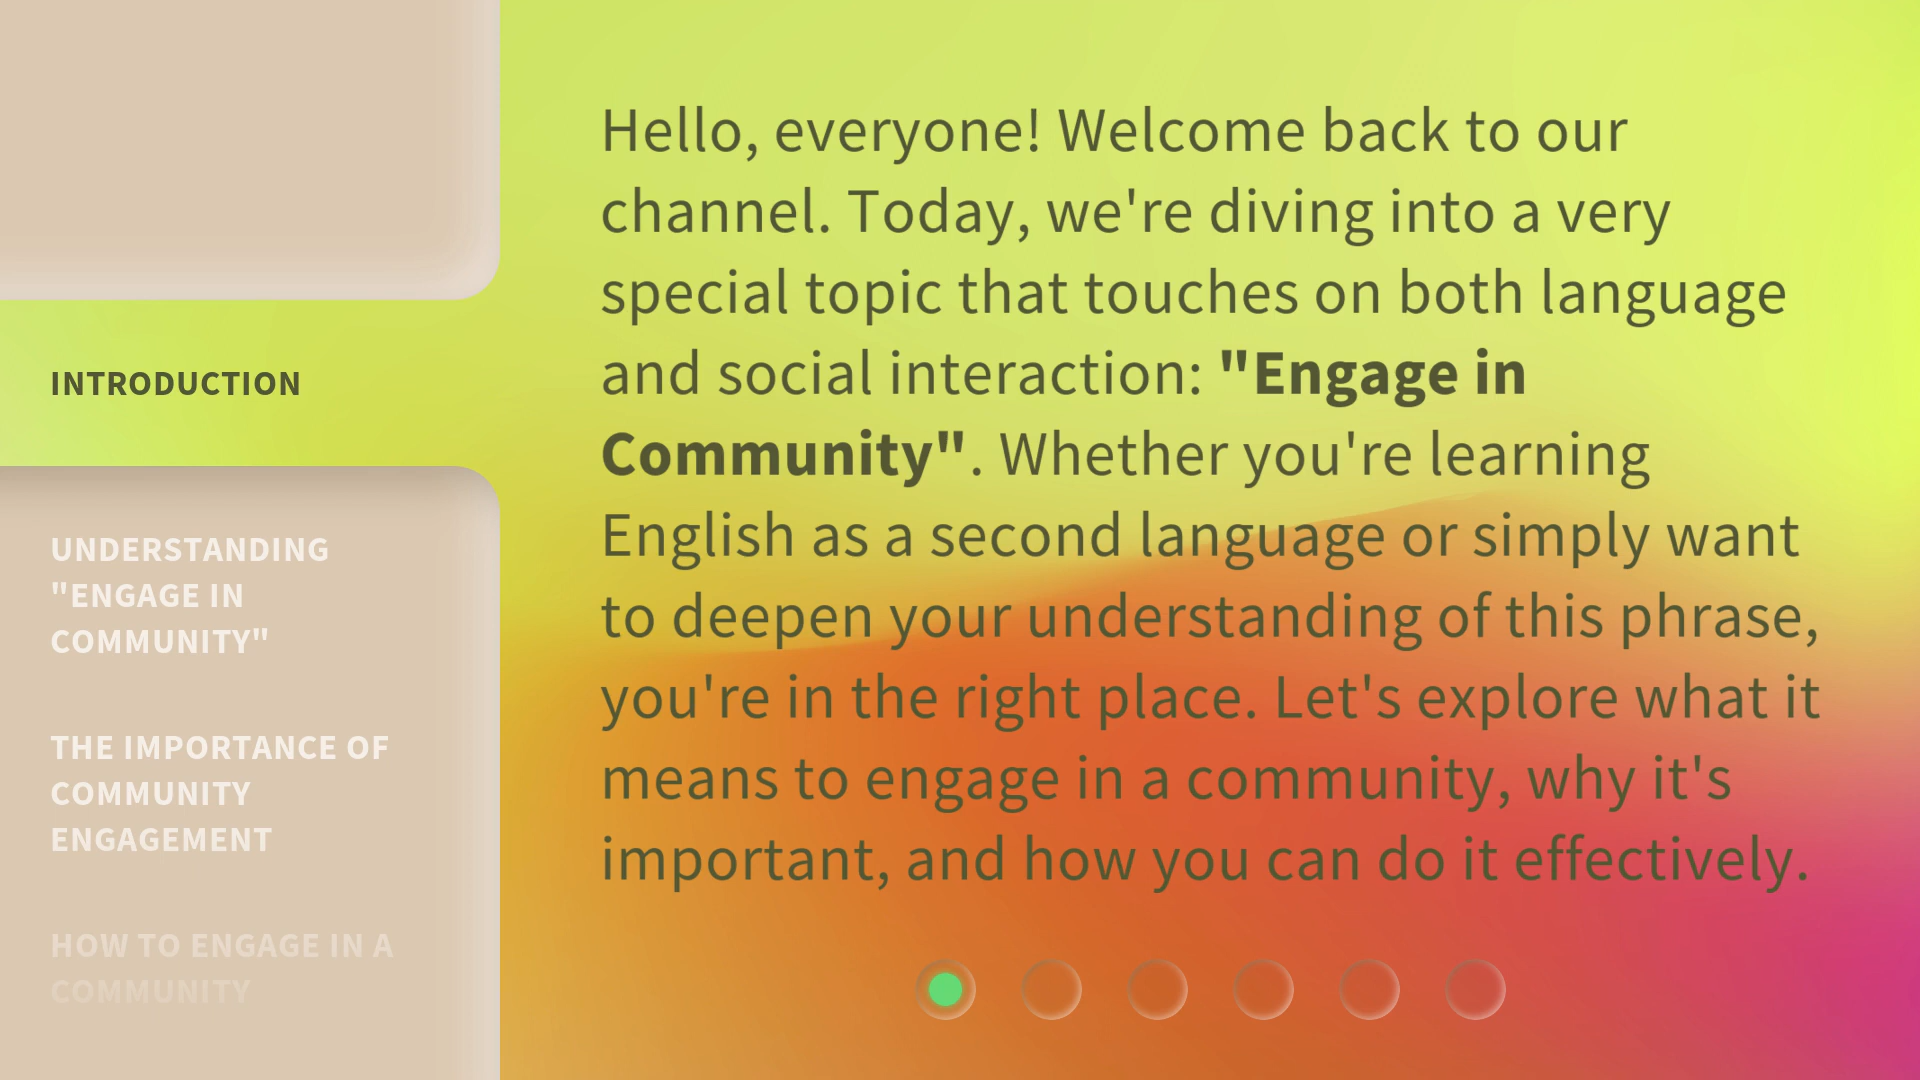 INTRODUCTION
UNDERSTANDING
"ENGAGE IN
COMMUNITY"
THE IMPORTANCE OF
COMMUNITY
ENGAGEMENT
HOW TO ENGAGE IN A
COMMUNITY
Hello, everyone! Welcome back to our
channel. Today, we're diving into a very
special topic that touches on both language
and social interaction: "Engage in
Community". Whether you're learning
English as a second language or simply want
to deepen your understanding of this phrase,
you're in the right place. Let's explore what it
means to engage in a community, why it's
important, and how you can do it effectively.